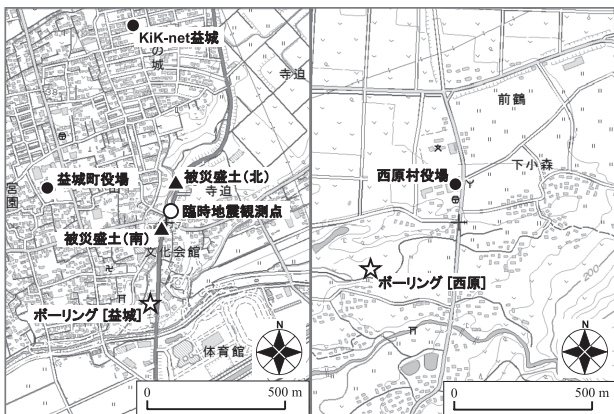 KiK-net益城
の城
寺迫
宮園
益城町役場
被災盛土(北)
寺迫
臨時地震観測点
被災盛土(南)
文化会館
ボーリング [益城]
体育館
N
0
500 m
前鶴
下小森
西原村役場
ボーリング [西原]
200
N
0
500 m